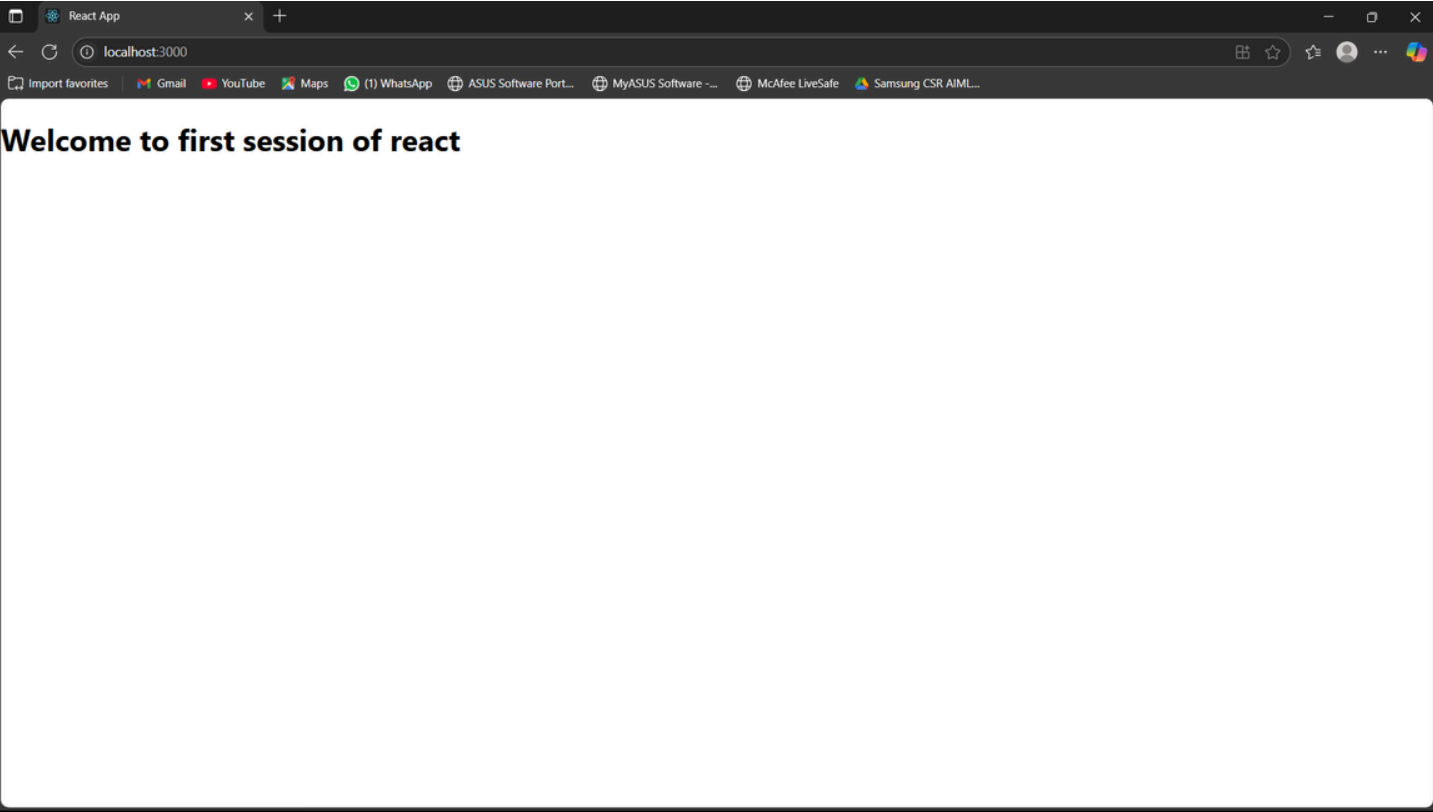 React App
localhost:3000
Import favorites Gmail YouTube Maps (1) WhatsApp ASUS Software Port... MyASUS Software -... McAfee LiveSafe Samsung CSR AIML...
Welcome to first session of react